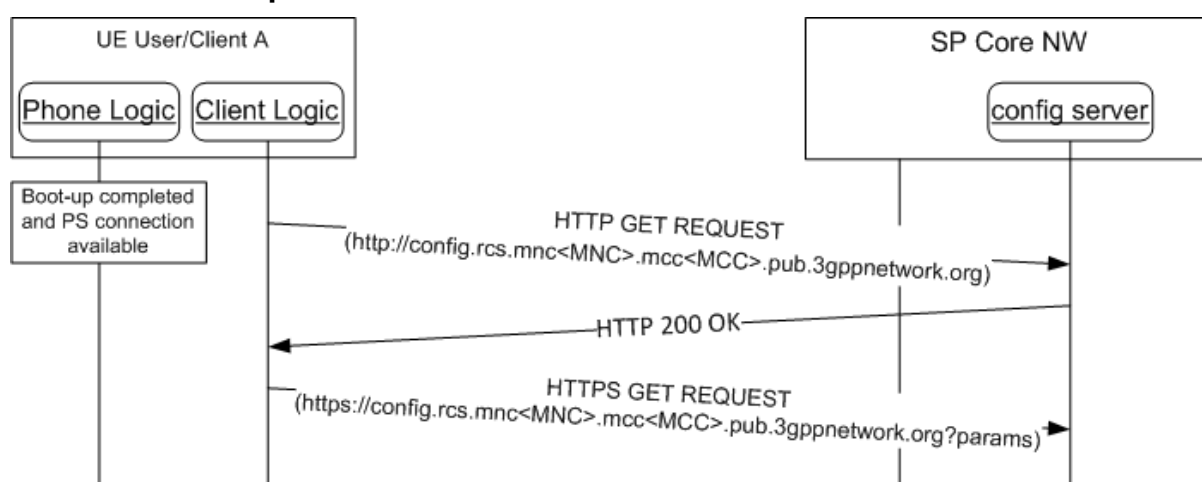 UE User/Client A
SP Core NW
Phone Logic
Client Logic
config server
Boot-up completed
and PS connection
available
HTTP GET REQUEST
(http://config.rcs.mnc<MNC>.mcc<MCC>.pub.3gppnetwork.org)
HTTP 200 OK
HTTPS GET REQUEST
(https://config.rcs.mnc<MNC>.mcc<MCC>.pub.3gppnetwork.org?params)